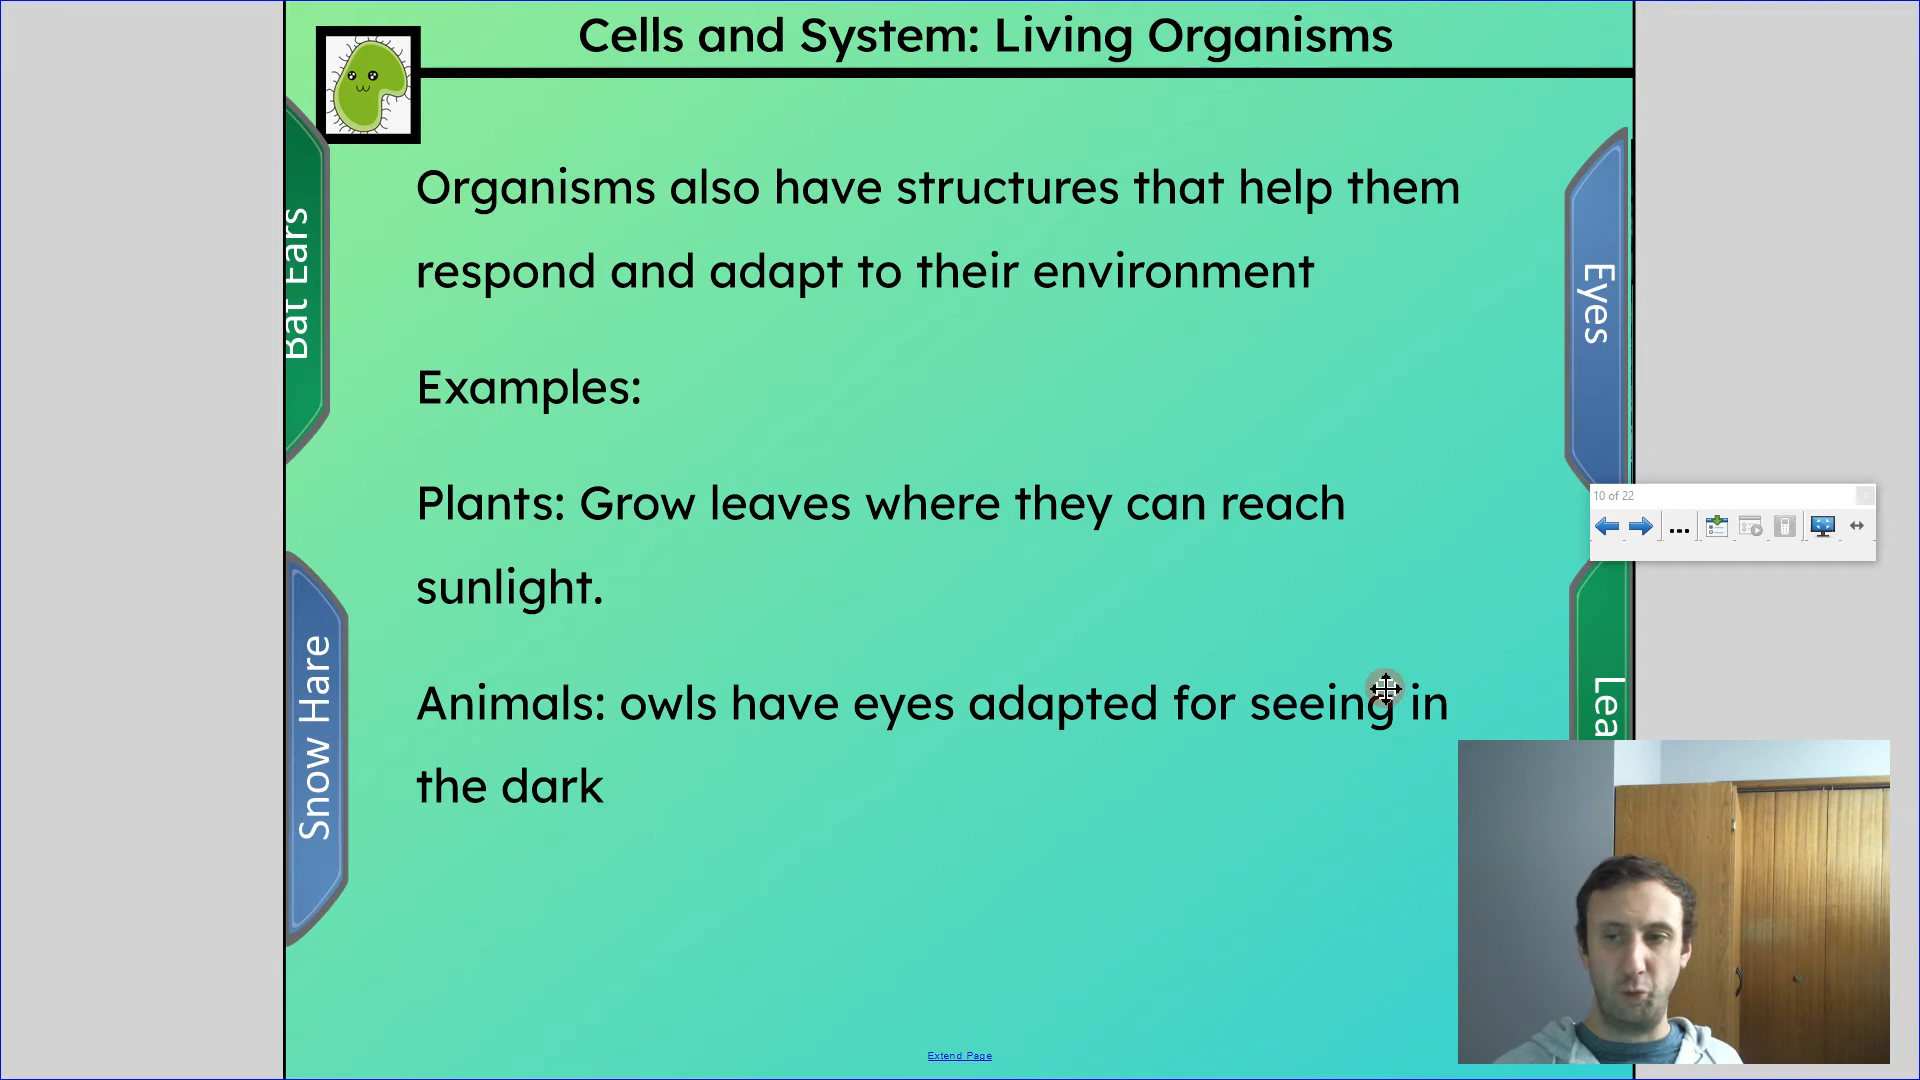 Cells and System: Living Organisms
Organisms also have structures that help them
respond and adapt to their environment
Examples:
Plants: Grow leaves where they can reach
sunlight.
Animals: owls have eyes adapted for seeing in
the dark
Bat Ears
Snow Hare
Eyes
Lea
10 of 22
Extend Page